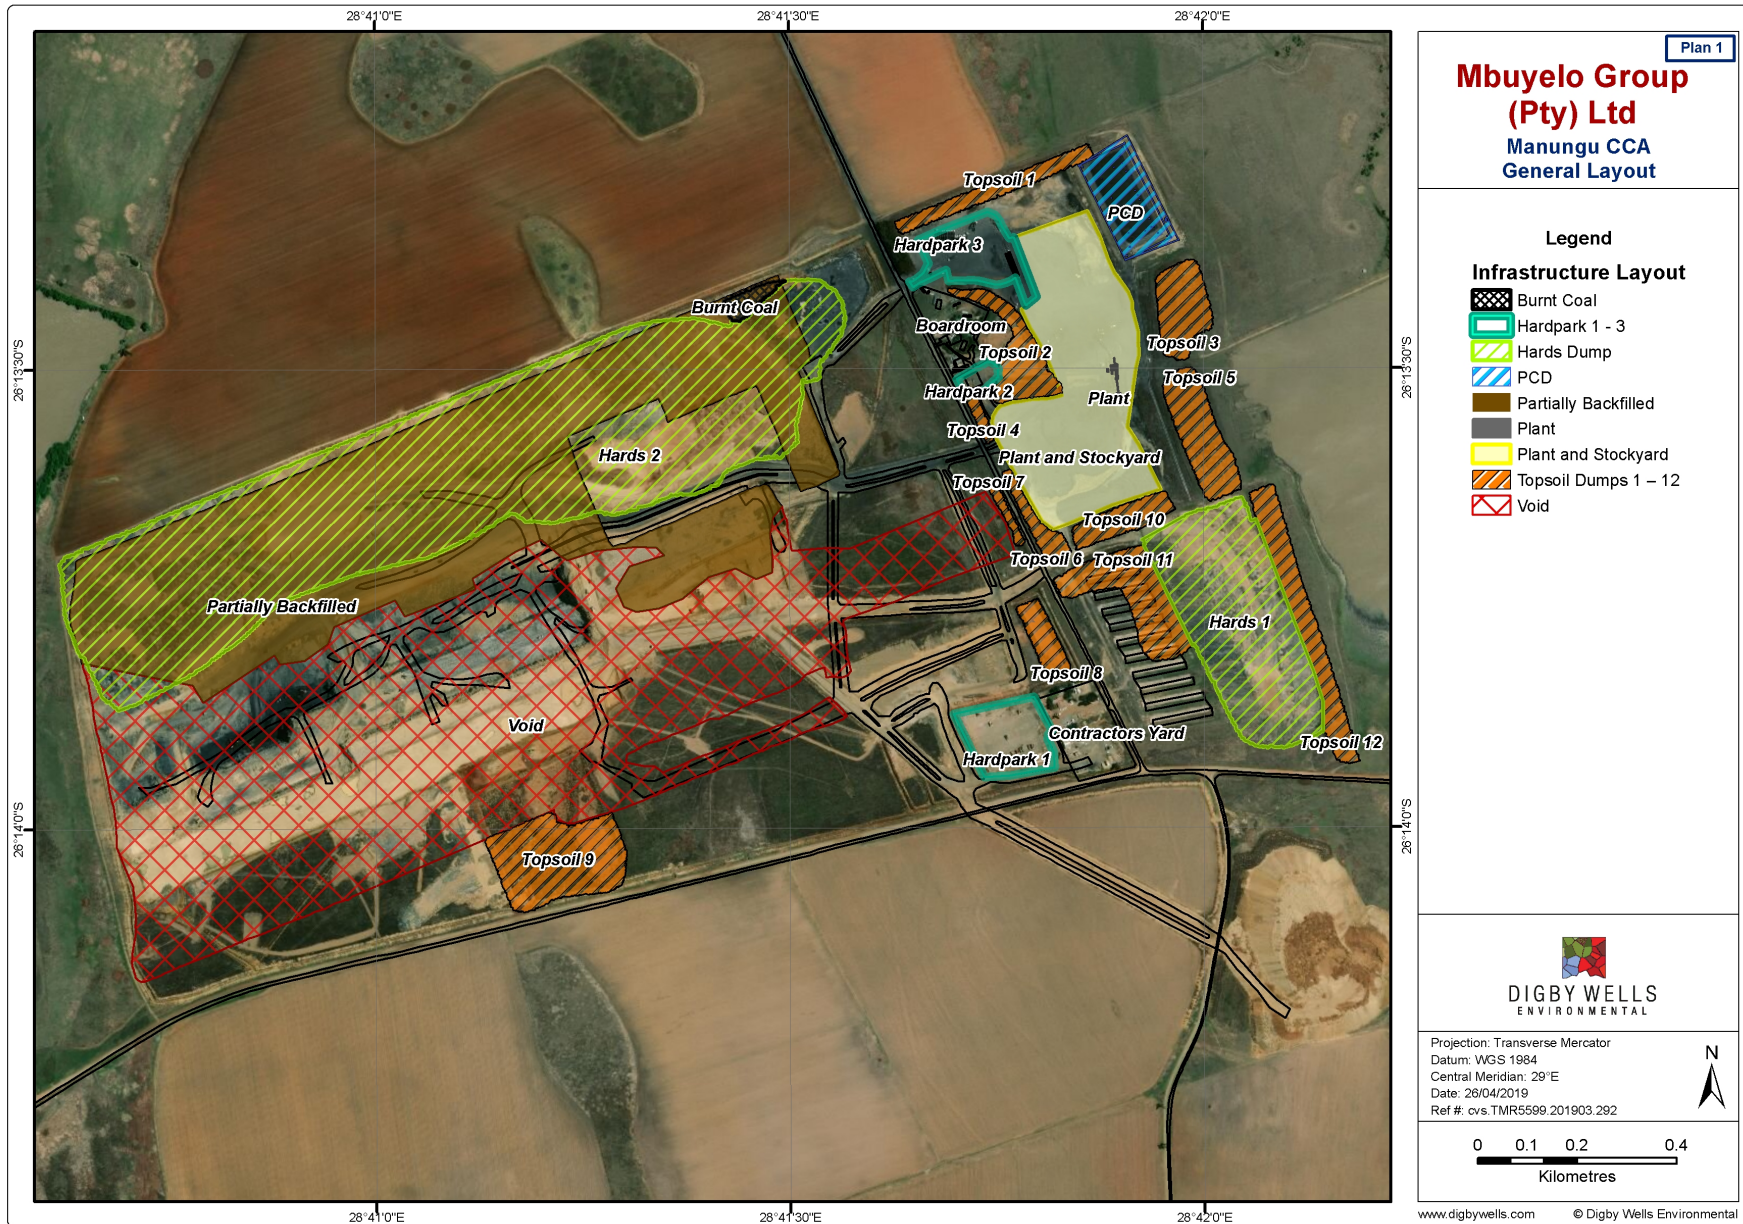 28°41'0"E
28°41'30"E
28°42'0"E
Plan 1
Mbuyelo Group
(Pty) Ltd
Manungu CCA
General Layout
Legend
Infrastructure Layout
Burnt Coal
Hardpark 1 - 3
Hards Dump
PCD
Partially Backfilled
Plant
Plant and Stockyard
Topsoil Dumps 1 – 12
Void
Topsoil 1
PCD
Hardpark 3
Burnt Coal
Boardroom
Topsoil 2
Topsoil 3
26°13'30"S
26°13'30"S
Topsoil 5
Hardpark 2
Plant
Topsoil 4
Hards 2
Plant and Stockyard
Topsoil 7
Topsoil 10
Topsoil 6
Topsoil 11
Partially Backfilled
Hards 1
Topsoil 8
Void
Contractors Yard
Topsoil 12
Hardpark 1
26°14'0"S
26°14'0"S
Topsoil 9
DIGBY WELLS
ENVIRONMENTAL
Projection: Transverse Mercator
Datum: WGS 1984
Central Meridian: 29°E
Date: 26/04/2019
Ref #: cvs.TMR5599.201903.292
N
0 0.1 0.2 0.4
Kilometres
28°41'0"E
28°41'30"E
28°42'0"E
www.digbywells.com © Digby Wells Environmental